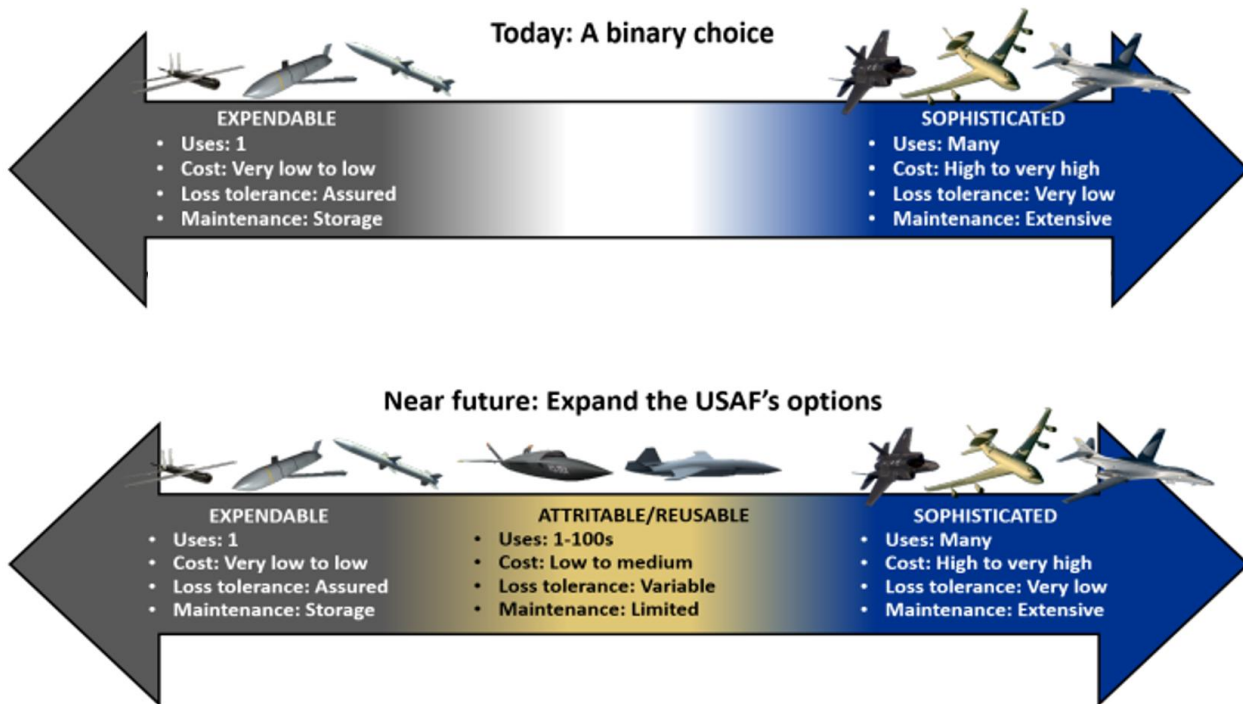 Today: A binary choice
EXPENDABLE
• Uses: 1
• Cost: Very low to low
• Loss tolerance: Assured
• Maintenance: Storage
SOPHISTICATED
• Uses: Many
• Cost: High to very high
• Loss tolerance: Very low
• Maintenance: Extensive
Near future: Expand the USAF’s options
EXPENDABLE
• Uses: 1
• Cost: Very low to low
• Loss tolerance: Assured
• Maintenance: Storage
ATTRITABLE/REUSABLE
• Uses: 1-100s
• Cost: Low to medium
• Loss tolerance: Variable
• Maintenance: Limited
SOPHISTICATED
• Uses: Many
• Cost: High to very high
• Loss tolerance: Very low
• Maintenance: Extensive